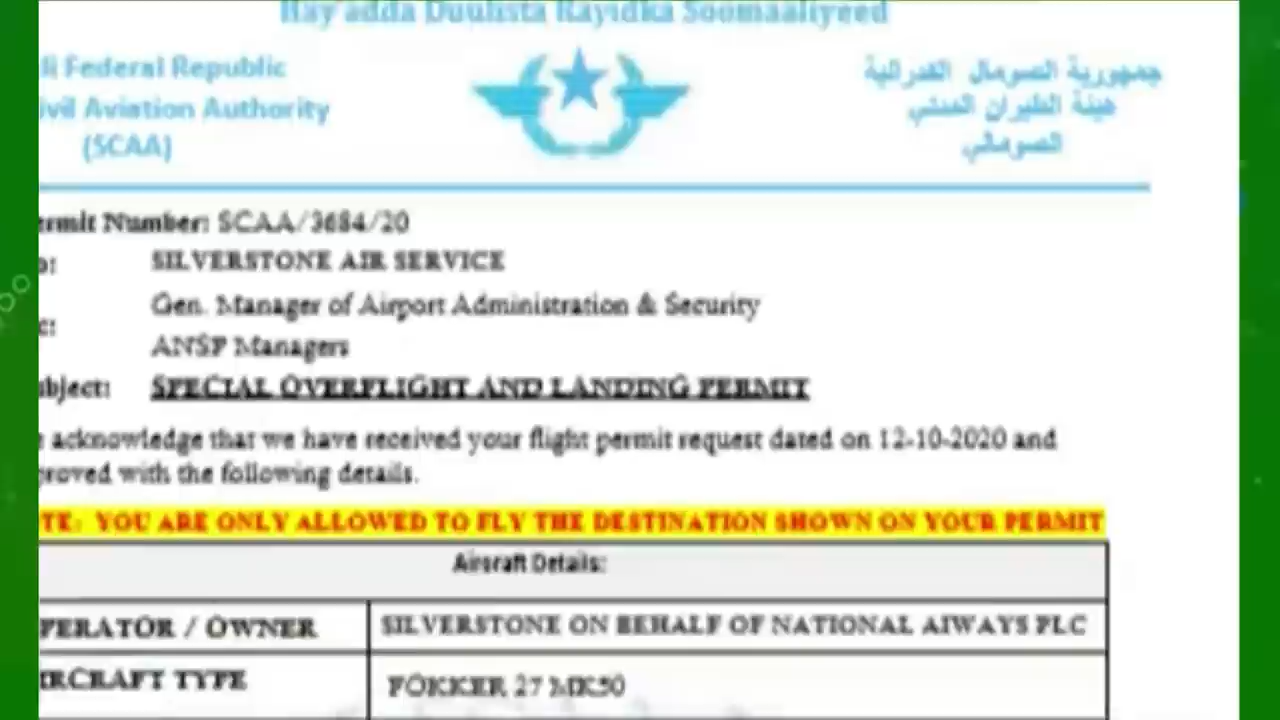 Hay'adda Duulista Rayidka Soomaaliyeed
li Federal Republic
ivil Aviation Authority
(SCAA)
جمهورية الصومال الفدرالية
هيئة الطيران المدني
الصومالي
ermit Number: SCAA/3684/20
o: SILVERSTONE AIR SERVICE
c: Gen. Manager of Airport Administration & Security
ANSP Managers
ubject: SPECIAL OVERFLIGHT AND LANDING PERMIT
e acknowledge that we have received your flight permit request dated on 12-10-2020 and
proved with the following details.
TE: YOU ARE ONLY ALLOWED TO FLY THE DESTINATION SHOWN ON YOUR PERMIT
Aircraft Details:
PERATOR / OWNER SILVERSTONE ON BEHALF OF NATIONAL AIWAYS PLC
IRCRAFT TYPE FOKKER 27 MK50